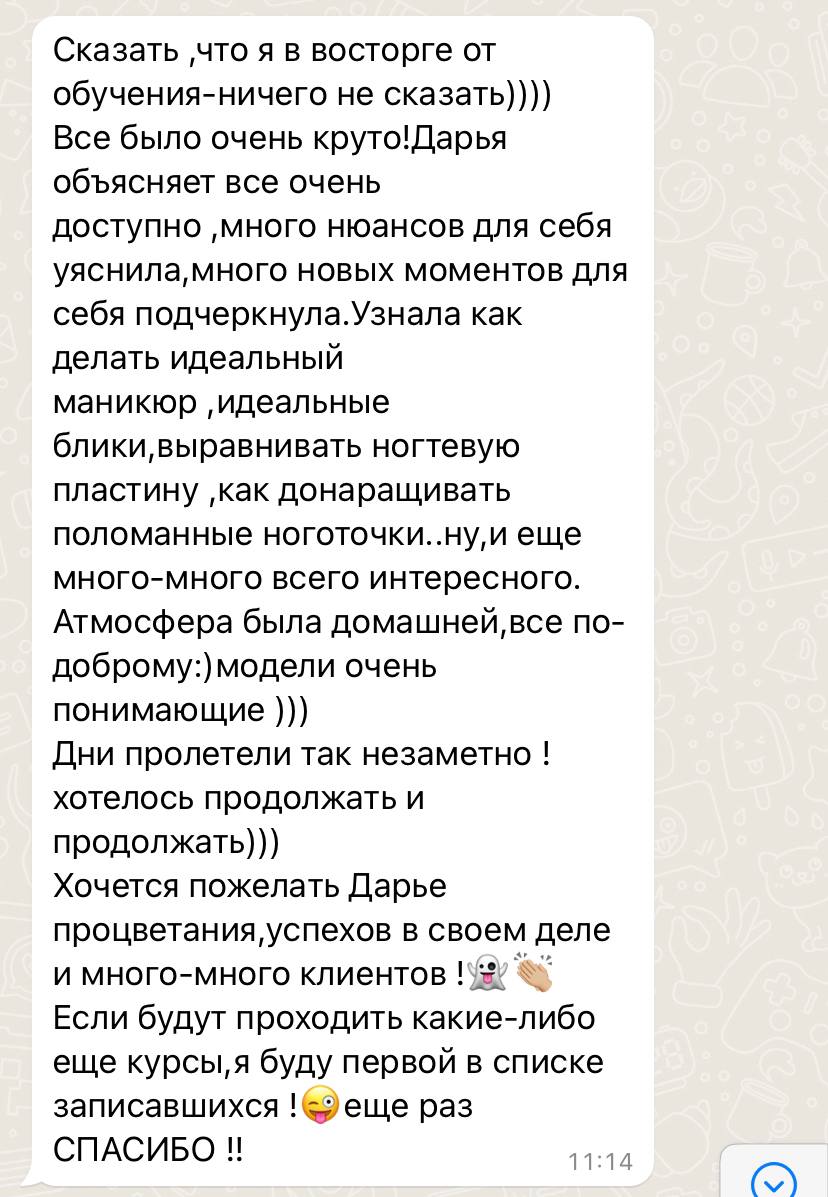 Сказать ,что я в восторге от
обучения-ничего не сказать))))
Все было очень круто!Дарья
объясняет все очень
доступно ,много нюансов для себя
уяснила,много новых моментов для
себя подчеркнула.Узнала как
делать идеальный
маникюр ,идеальные
блики,выравнивать ногтевую
пластину ,как донаращивать
поломанные ноготочки..ну,и еще
много-много всего интересного.
Атмосфера была домашней,все по-
доброму:)модели очень
понимающие )))
Дни пролетели так незаметно !
хотелось продолжать и
продолжать)))
Хочется пожелать Дарье
процветания,успехов в своем деле
и много-много клиентов !👻👏🏼
Если будут проходить какие-либо
еще курсы,я буду первой в списке
записавшихся !😜еще раз
СПАСИБО !!
11:14